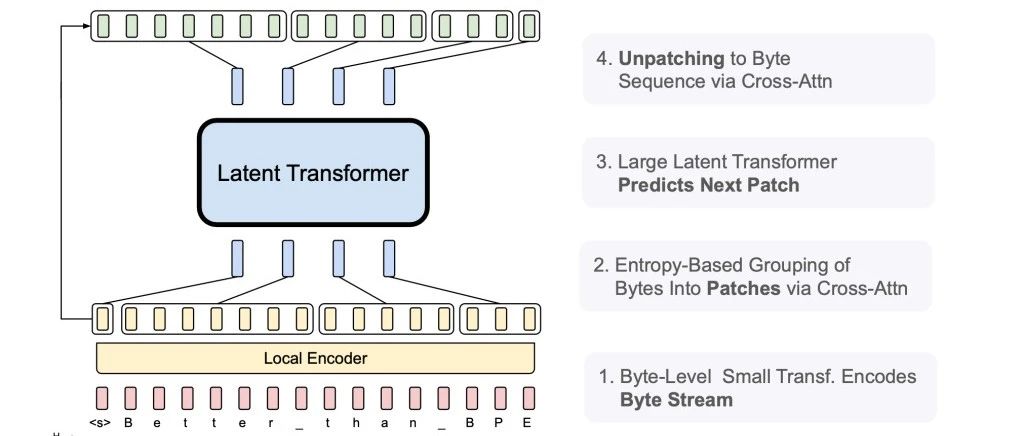 4. Unpatching to Byte
Sequence via Cross-Attn
Latent Transformer
3. Large Latent Transformer
Predicts Next Patch
2. Entropy-Based Grouping of
Bytes Into Patches via Cross-Attn
Local Encoder
1. Byte-Level Small Transf. Encodes
Byte Stream
<s> B e t t e r _ t h a n _ B P E